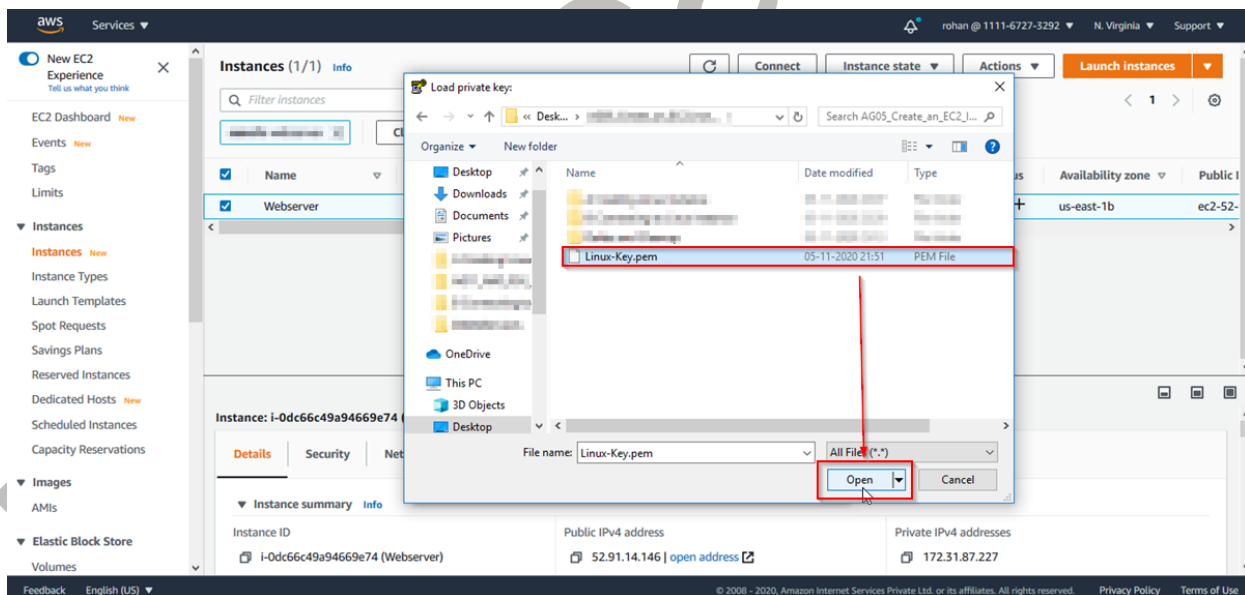 aws Services ▼ rohan @ 1111-6727-3292 ▼ N. Virginia ▼ Support ▼
New EC2
Experience
Tell us what you think
EC2 Dashboard New
Events New
Tags
Limits
▼ Instances
Instances New
Instance Types
Launch Templates
Spot Requests
Savings Plans
Reserved Instances
Dedicated Hosts New
Scheduled Instances
Capacity Reservations
▼ Images
AMIs
▼ Elastic Block Store
Volumes
Instances (1/1) Info
Connect Instance state ▼ Actions ▼ Launch instances ▼
Filter instances
< 1 >
Name
Availability zone
Webserver
us-east-1b ec2-52-
Load private key:
« Desk... › Search AG05_Create_an_EC2_I...
Organize ▼ New folder
Desktop
Downloads
Documents
Pictures
OneDrive
This PC
3D Objects
Desktop
Name Date modified Type
Linux-Key.pem 05-11-2020 21:51 PEM File
File name: Linux-Key.pem
Open Cancel
Instance: i-0dc66c49a94669e74 (
Details Security
▼ Instance summary Info
Instance ID Public IPv4 address Private IPv4 addresses
i-0dc66c49a94669e74 (Webserver) 52.91.14.146 | open address 172.31.87.227
Feedback English (US) ▼ © 2008 - 2020, Amazon Internet Services Private Ltd. or its affiliates. All rights reserved. Privacy Policy Terms of Use